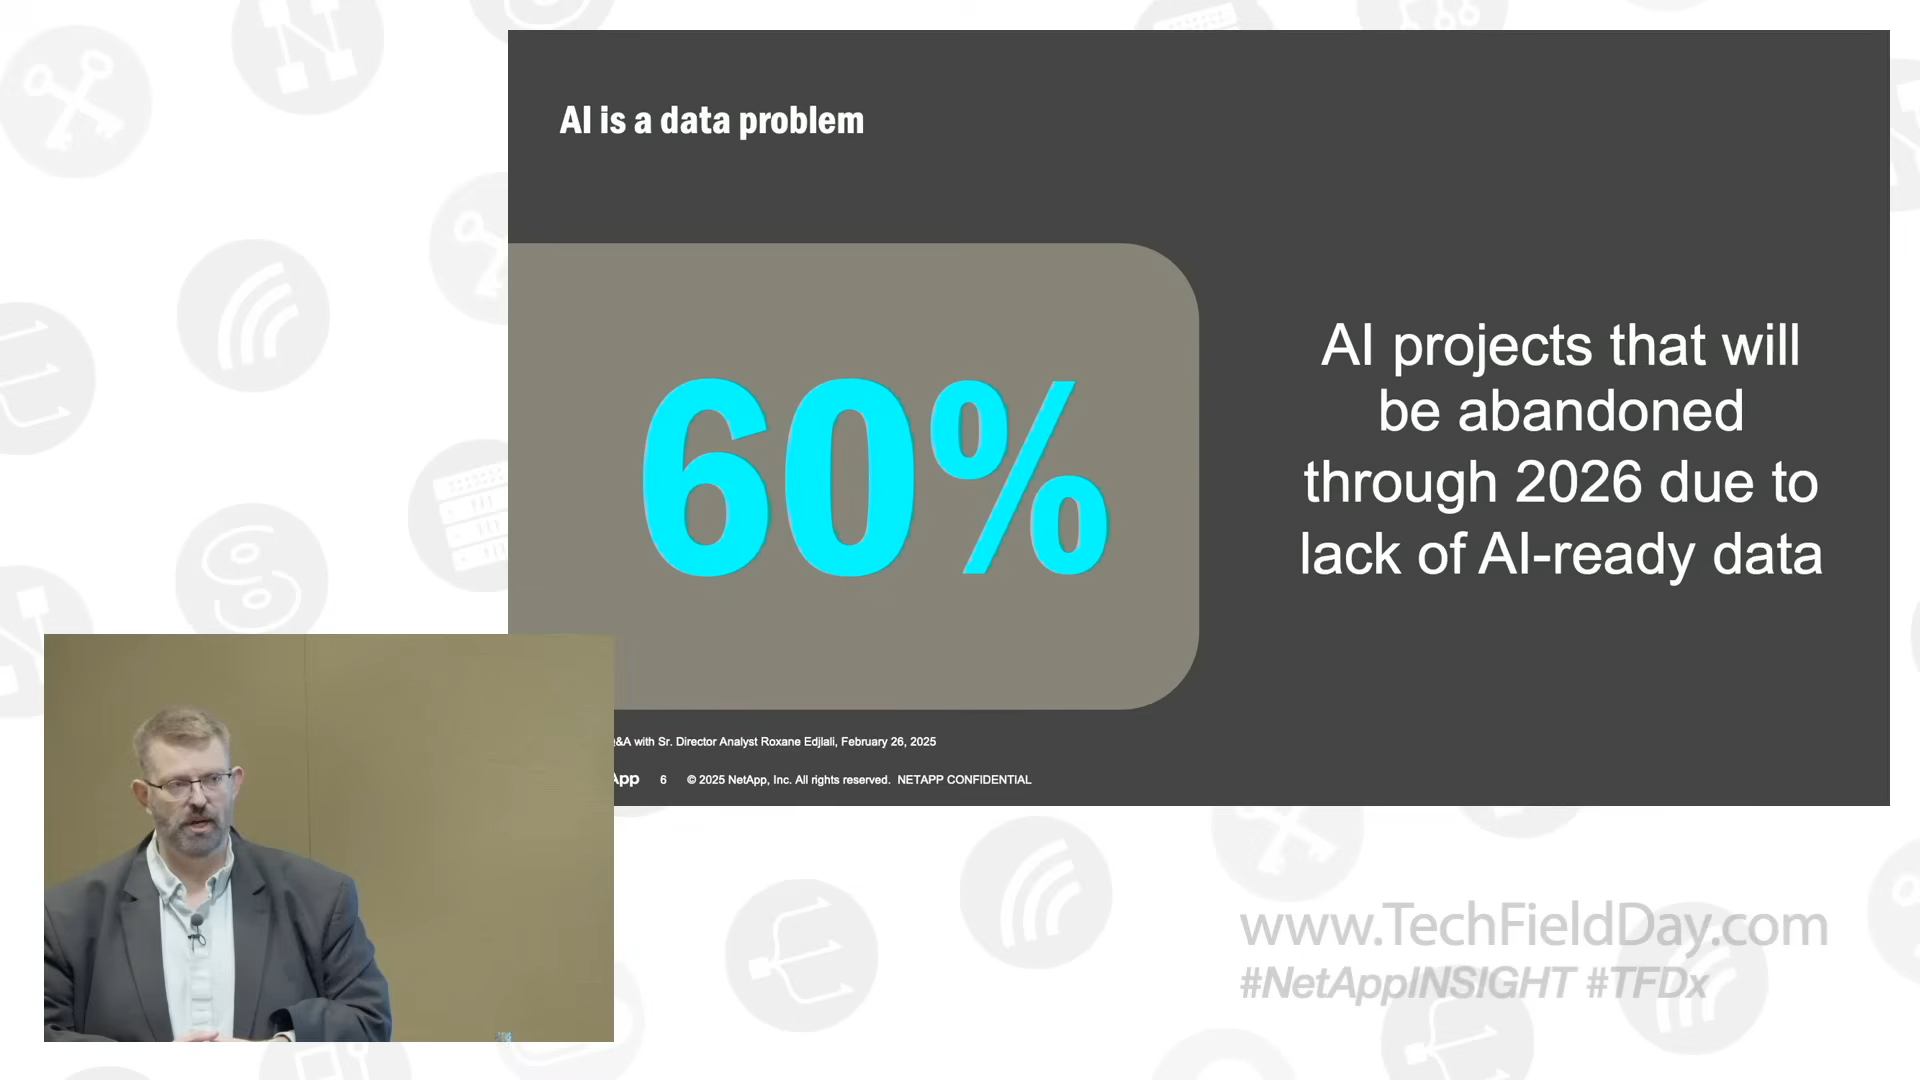 AI is a data problem
60%
AI projects that will
be abandoned
through 2026 due to
lack of AI-ready data
&A with Sr. Director Analyst Roxane Edjlali, February 26, 2025
App 6 © 2025 NetApp, Inc. All rights reserved. NETAPP CONFIDENTIAL
www.TechFieldDay.com
#NetAppINSIGHT #TFDx